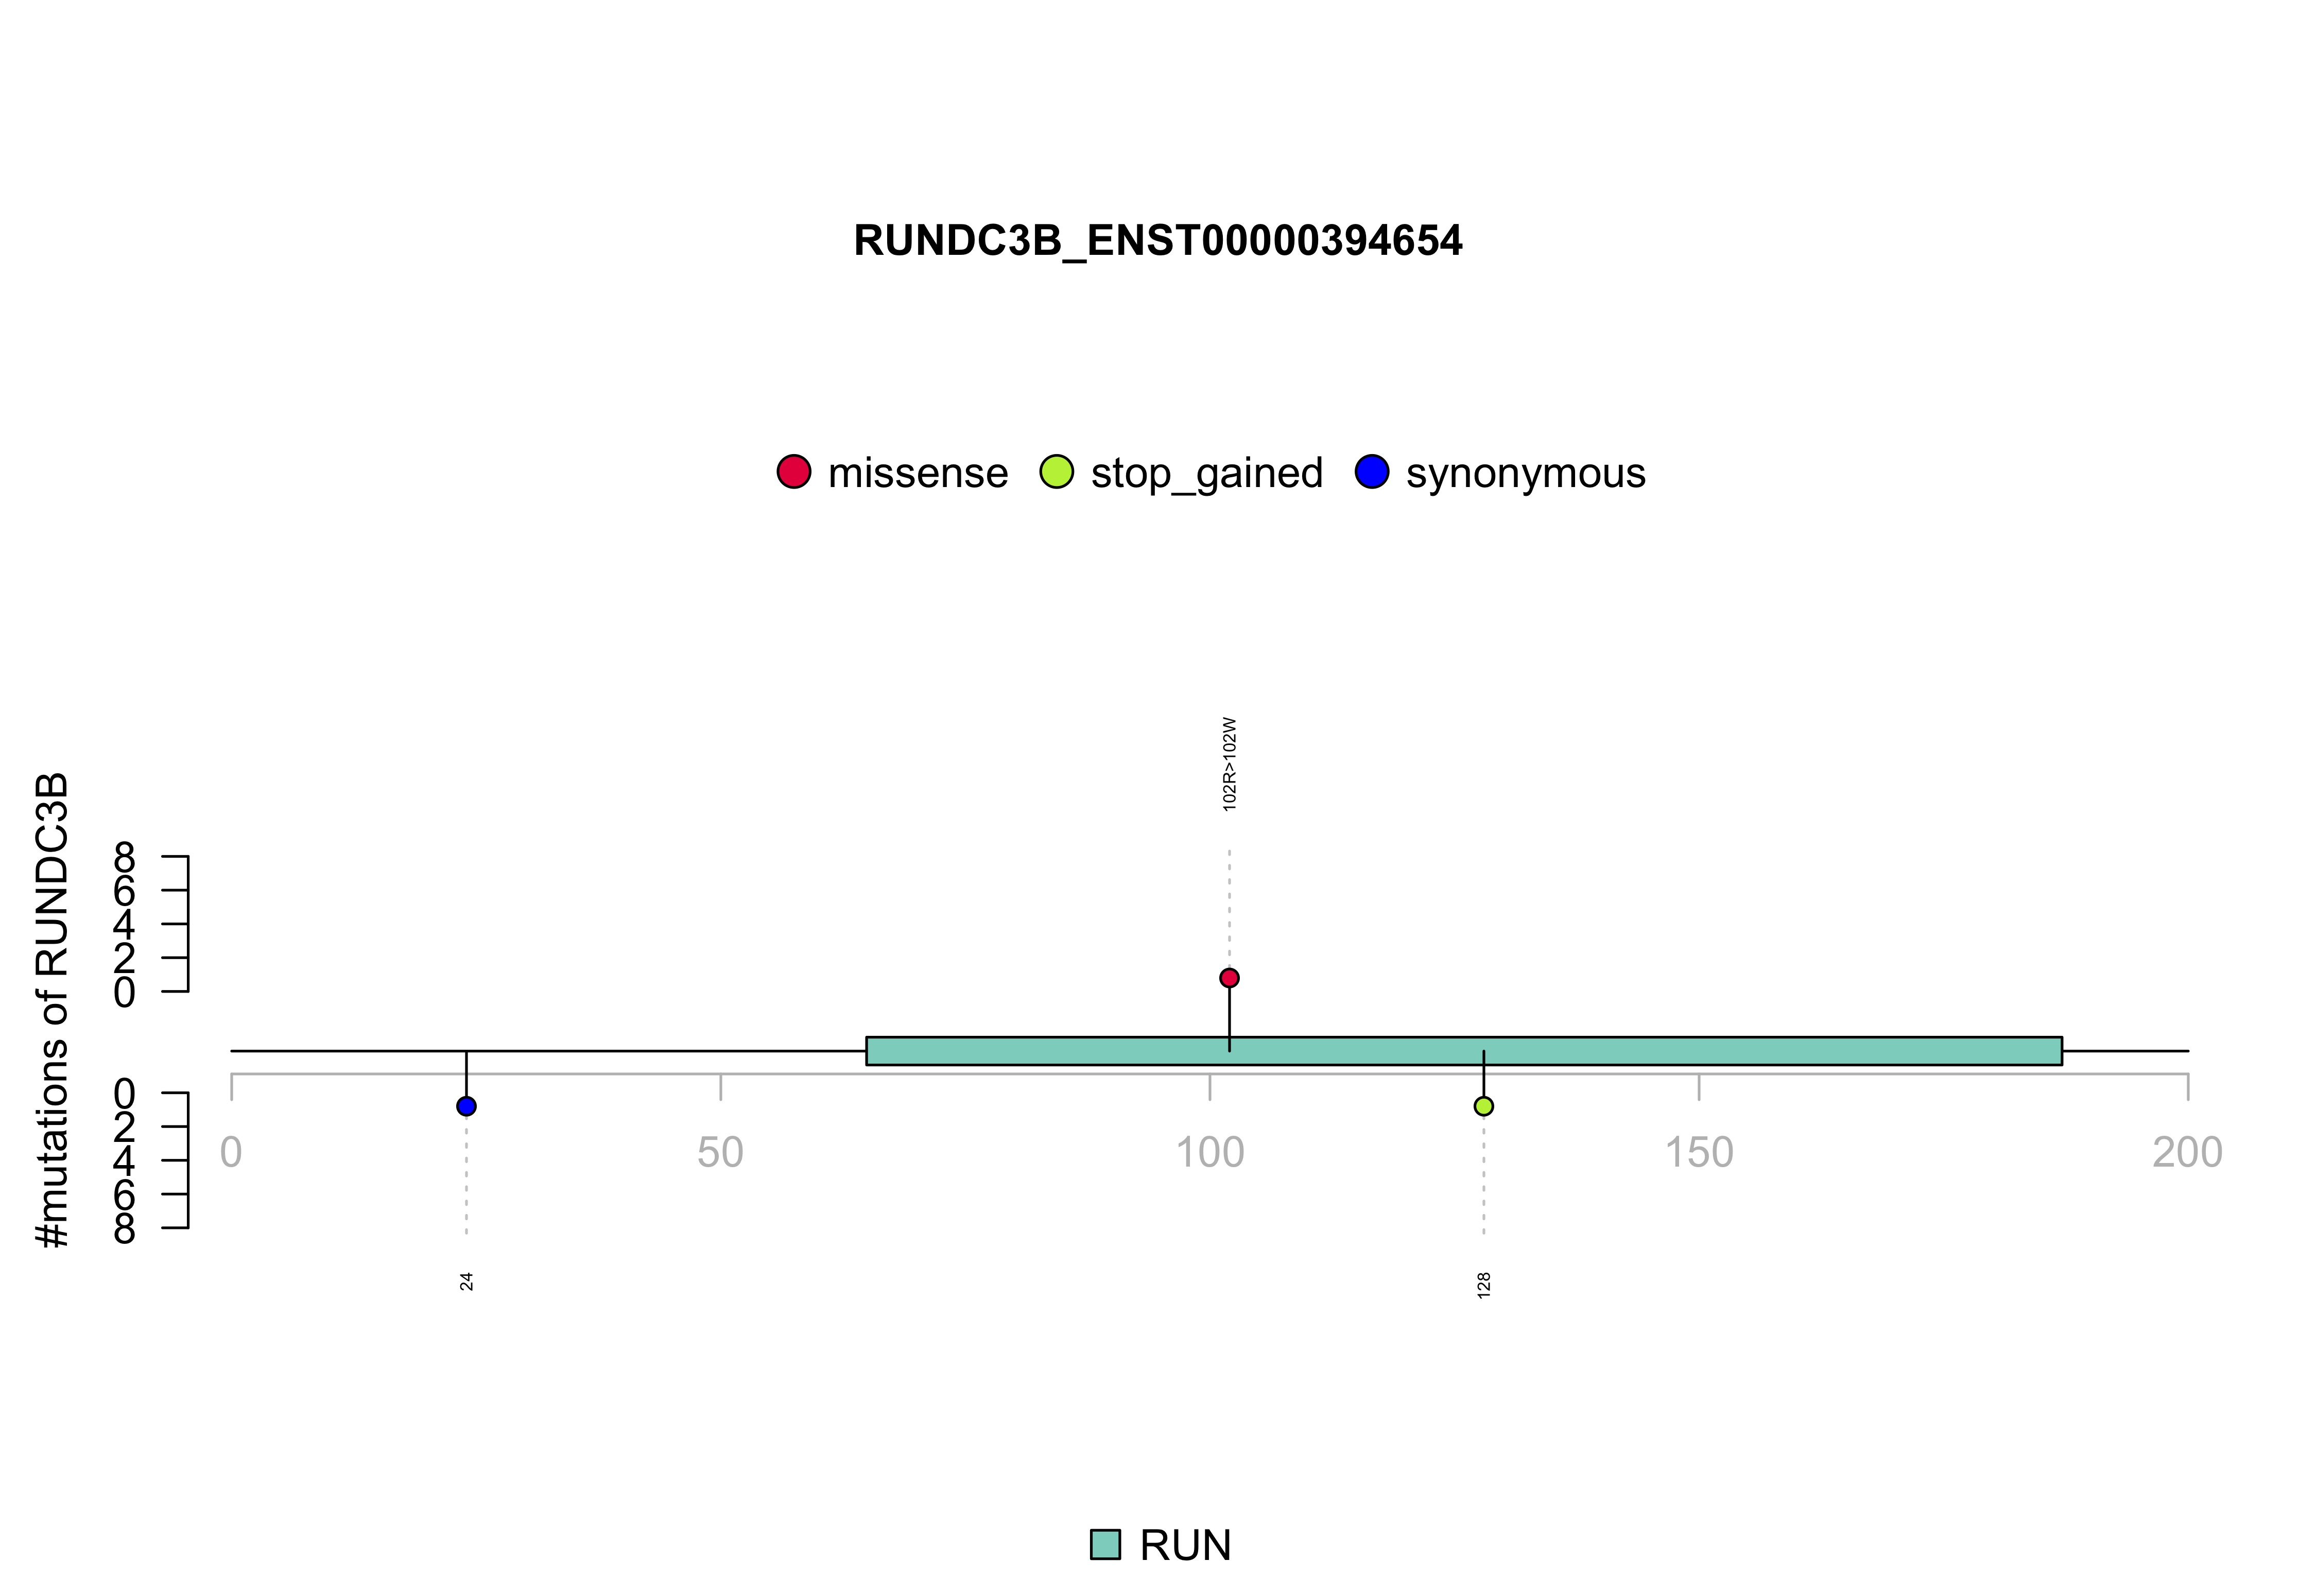 RUNDC3B_ENST00000394654
missense stop_gained synonymous
102R>102W
#mutations of RUNDC3B
8
6
4
2
0
0
2
4
6
8
0 50 100 150 200
24 128
RUN